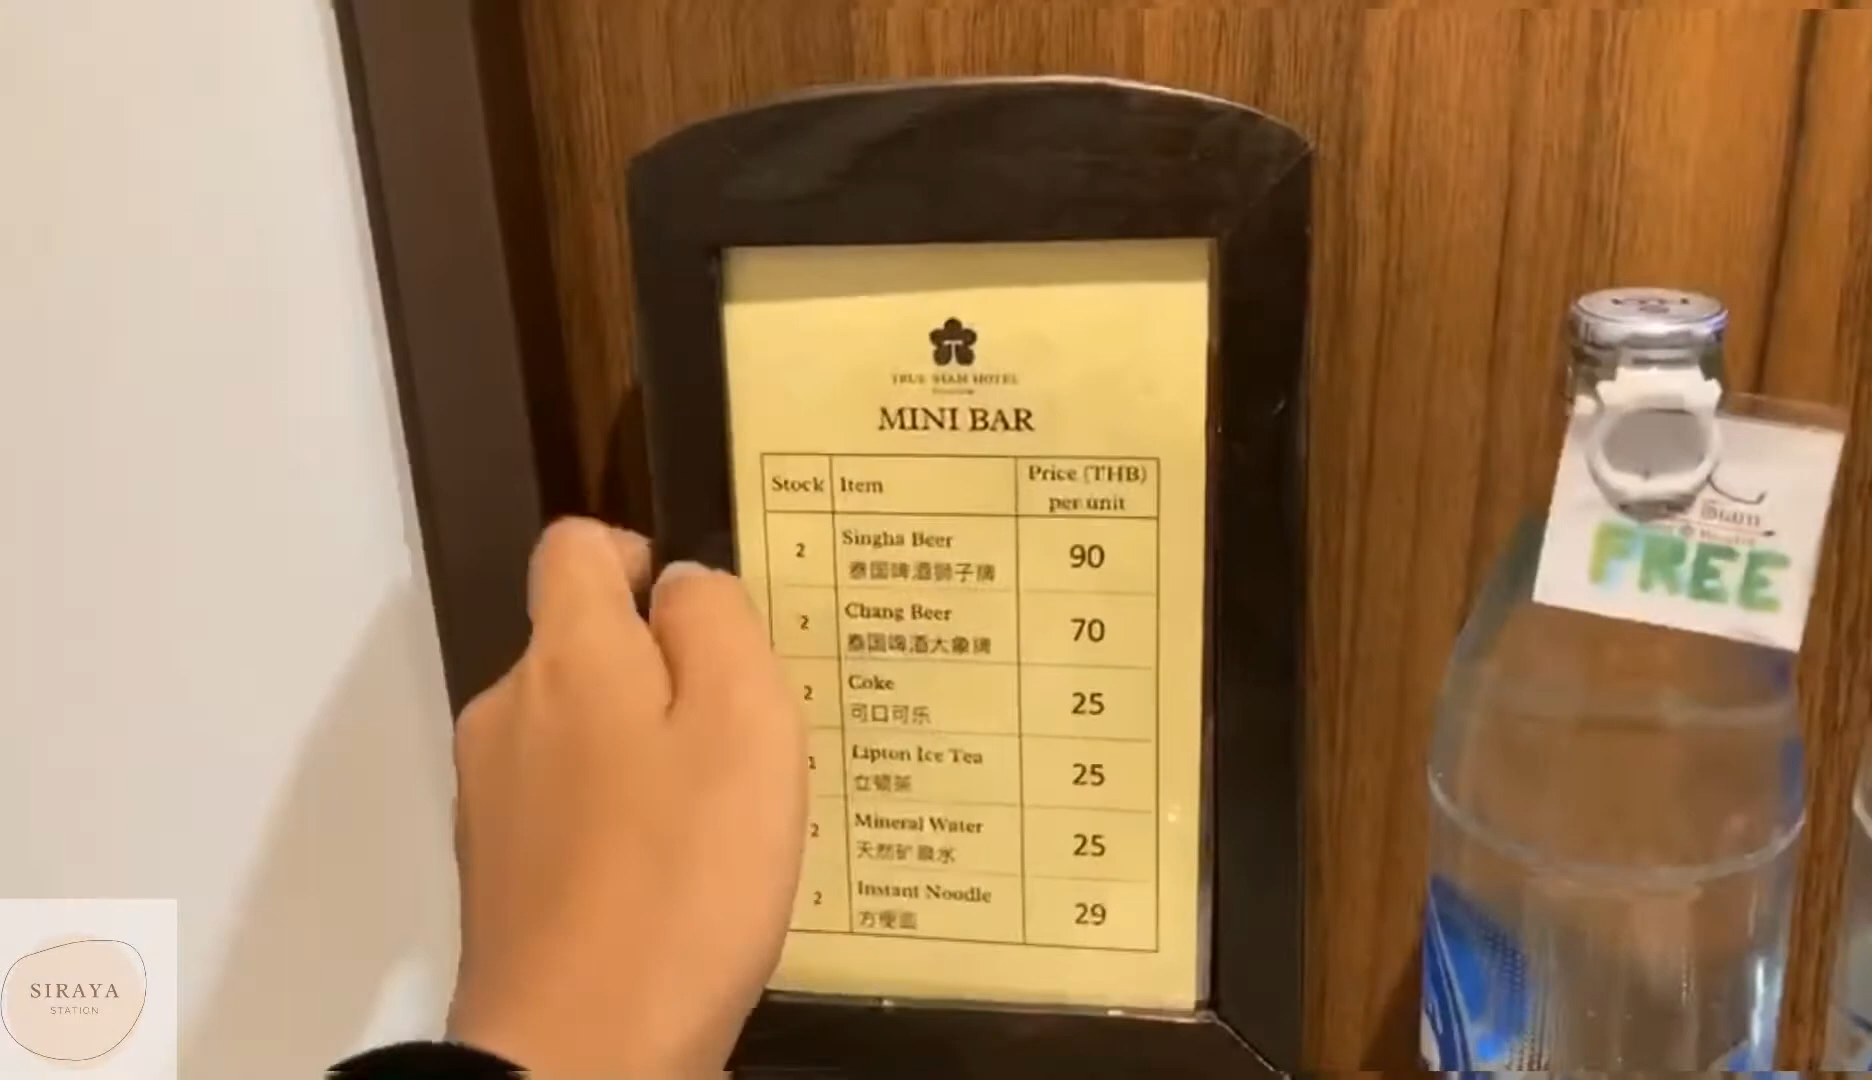 TRUE SIAM HOTEL
MINI BAR
Stock Item Price (THB) per unit
2 Singha Beer 90
泰国啤酒狮子牌
2 Chang Beer 70
泰国啤酒大象牌
2 Coke 25
可口可乐
1 Lipton Ice Tea 25
立顿茶
2 Mineral Water 25
天然矿泉水
2 Instant Noodle 29
方便面
Siam
FREE
SIRAYA
STATION